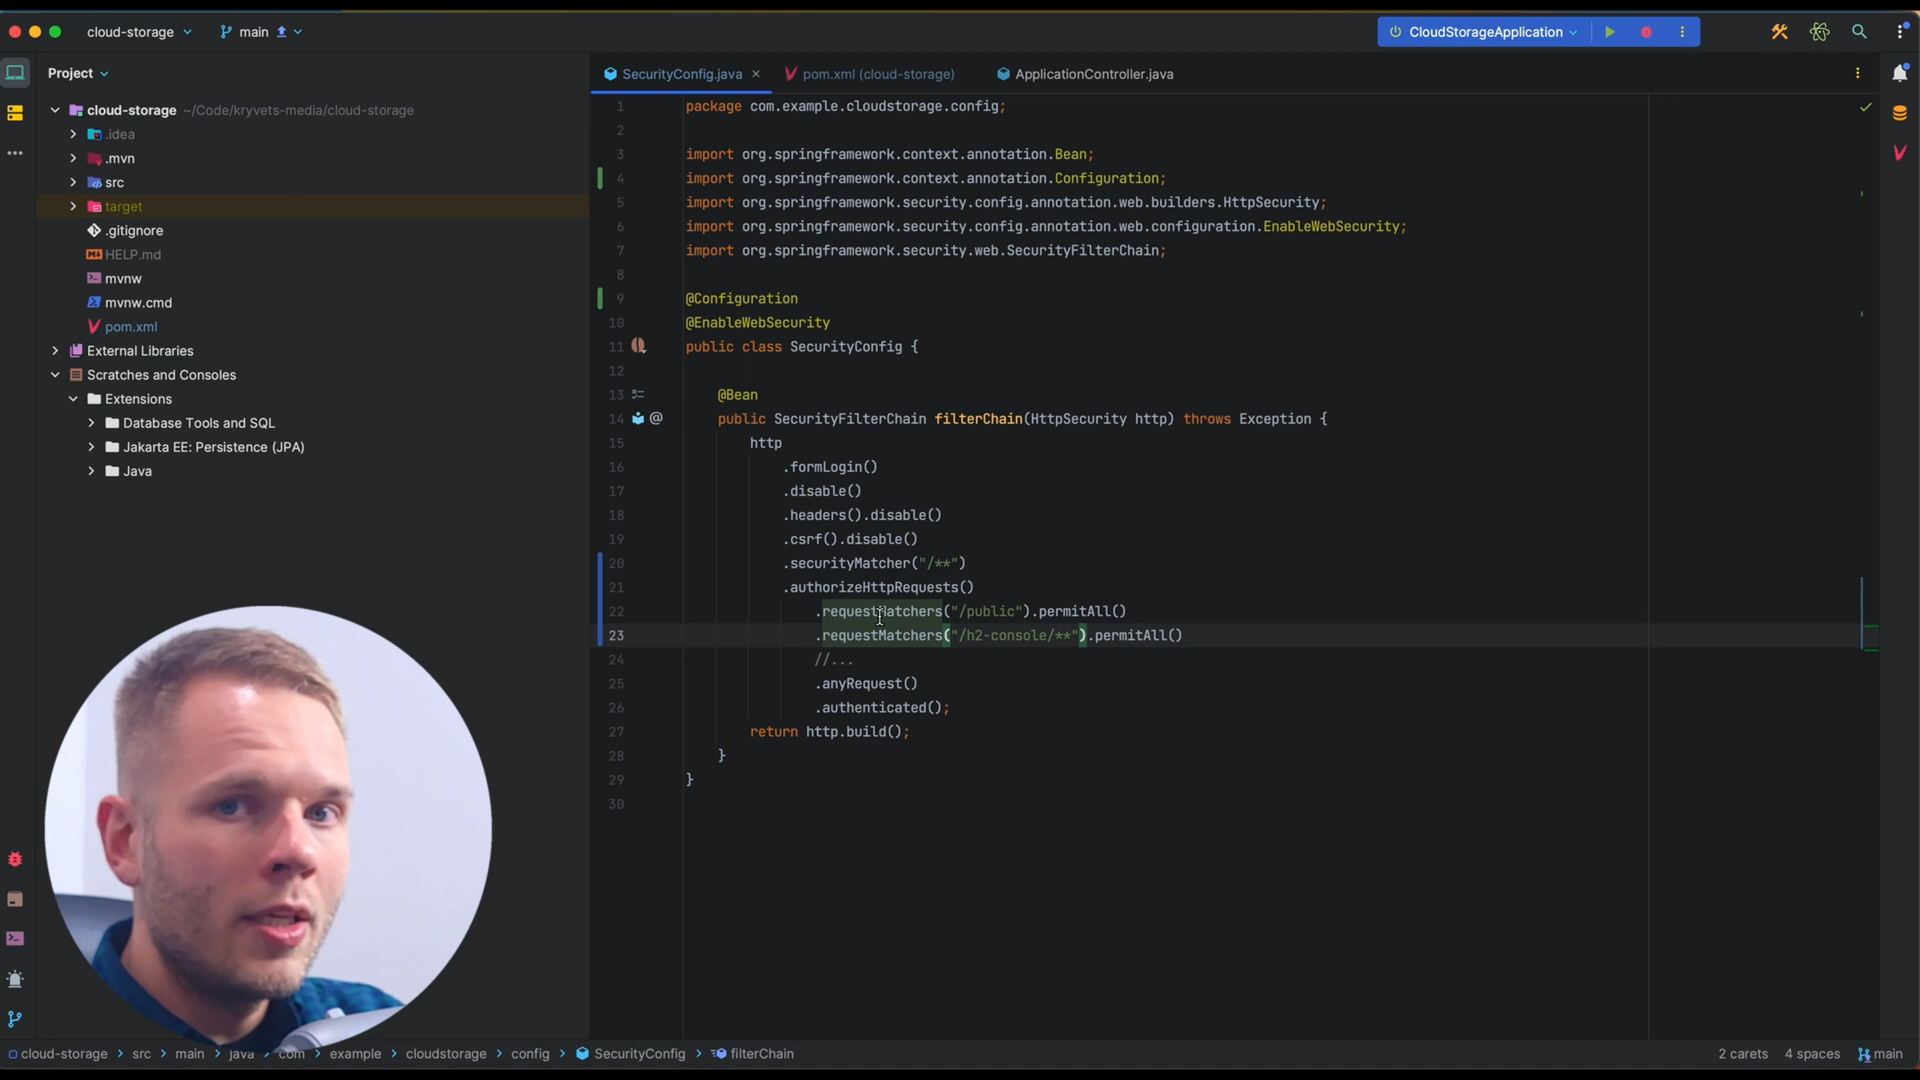 cloud-storage
main
CloudStorageApplication
Project
SecurityConfig.java
pom.xml (cloud-storage)
ApplicationController.java
cloud-storage ~/Code/kryvets-media/cloud-storage
.idea
.mvn
src
target
.gitignore
HELP.md
mvnw
mvnw.cmd
pom.xml
External Libraries
Scratches and Consoles
Extensions
Database Tools and SQL
Jakarta EE: Persistence (JPA)
Java
1 package com.example.cloudstorage.config;
2
3 import org.springframework.context.annotation.Bean;
4 import org.springframework.context.annotation.Configuration;
5 import org.springframework.security.config.annotation.web.builders.HttpSecurity;
6 import org.springframework.security.config.annotation.web.configuration.EnableWebSecurity;
7 import org.springframework.security.web.SecurityFilterChain;
8
9 @Configuration
10 @EnableWebSecurity
11 public class SecurityConfig {
12
13 @Bean
14 public SecurityFilterChain filterChain(HttpSecurity http) throws Exception {
15 http
16 .formLogin()
17 .disable()
18 .headers().disable()
19 .csrf().disable()
20 .securityMatcher("/**")
21 .authorizeHttpRequests()
22 .requestMatchers("/public").permitAll()
23 .requestMatchers("/h2-console/**").permitAll()
24 //...
25 .anyRequest()
26 .authenticated();
27 return http.build();
28 }
29 }
30
cloud-storage > src > main > java > com > example > cloudstorage > config > SecurityConfig > filterChain
2 carets 4 spaces main